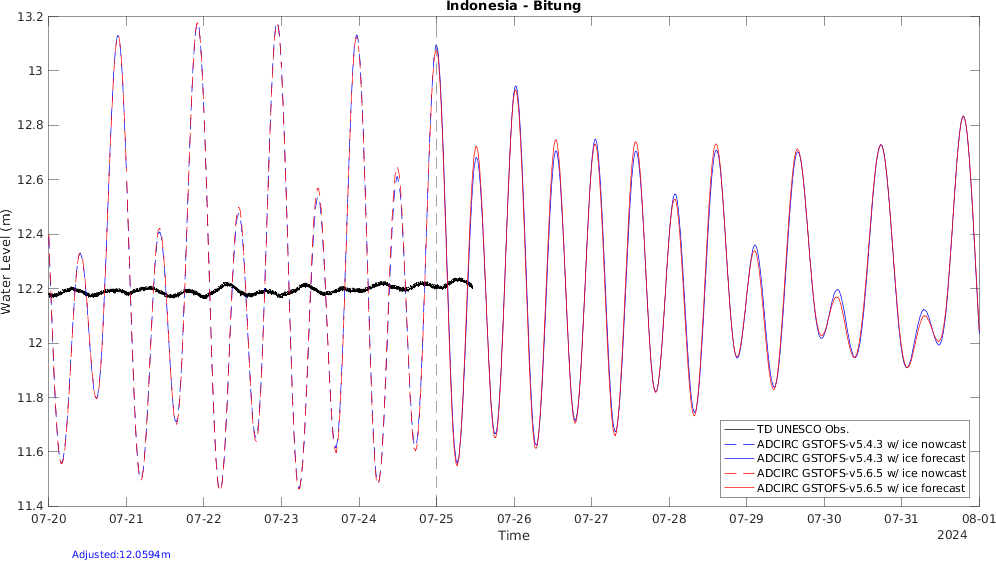 Indonesia - Bitung
Water Level (m)
13.2
13
12.8
12.6
12.4
12.2
12
11.8
11.6
11.4
TD UNESCO Obs.
ADCIRC GSTOFS-v5.4.3 w/ ice nowcast
ADCIRC GSTOFS-v5.4.3 w/ ice forecast
ADCIRC GSTOFS-v5.6.5 w/ ice nowcast
ADCIRC GSTOFS-v5.6.5 w/ ice forecast
07-20 07-21 07-22 07-23 07-24 07-25 07-26 07-27 07-28 07-29 07-30 07-31 08-01
Time
2024
Adjusted:12.0594m